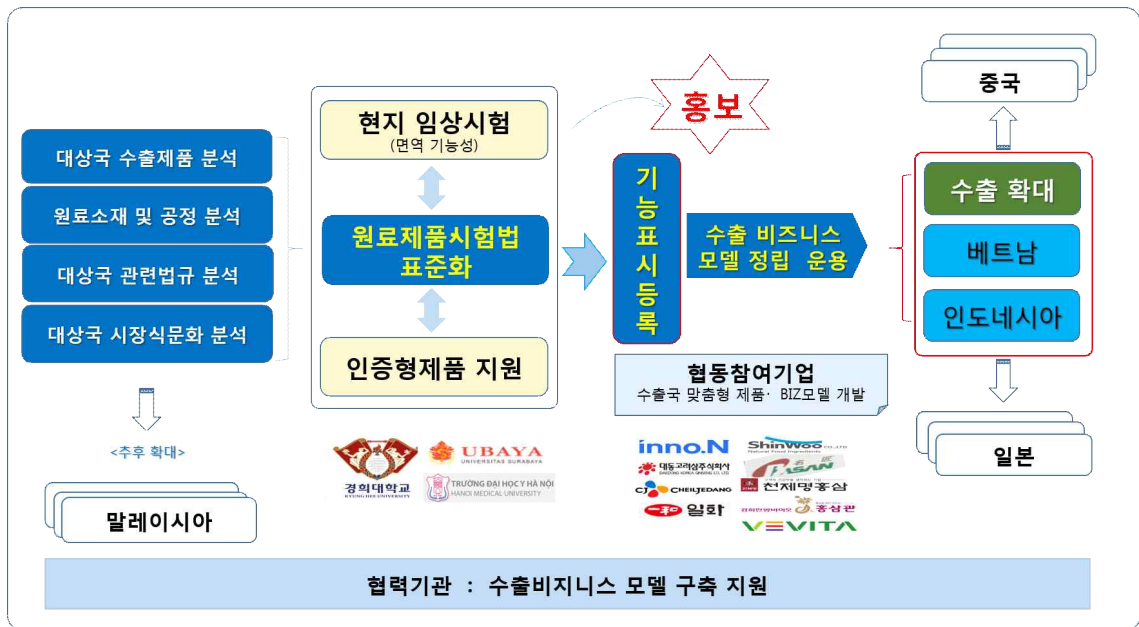 대상국 수출제품 분석
원료소재 및 공정 분석
대상국 관련법규 분석
대상국 시장식문화 분석
<추후 확대>
말레이시아
현지 임상시험
(면역 기능성)
원료제품시험법
표준화
인증형제품 지원
경희대학교
KYUNG HEE UNIVERSITY
UBAYA
UNIVERSITAS SURABAYA
TRƯỜNG ĐẠI HỌC Y HÀ NỘI
HANOI MEDICAL UNIVERSITY
홍보
기능표시등록
수출 비즈니스
모델 정립 운용
협동참여기업
수출국 맞춤형 제품· BIZ모델 개발
inno.N
ShinWoo CO.,LTD
Natural Food Ingredients
대동고려삼주식회사
DAEDONG KOREA GINSENG CO., LTD
CJ CHEILJEDANG
천제명홍삼
일화
홍삼관
VEVITA
중국
수출 확대
베트남
인도네시아
일본
협력기관 : 수출비지니스 모델 구축 지원